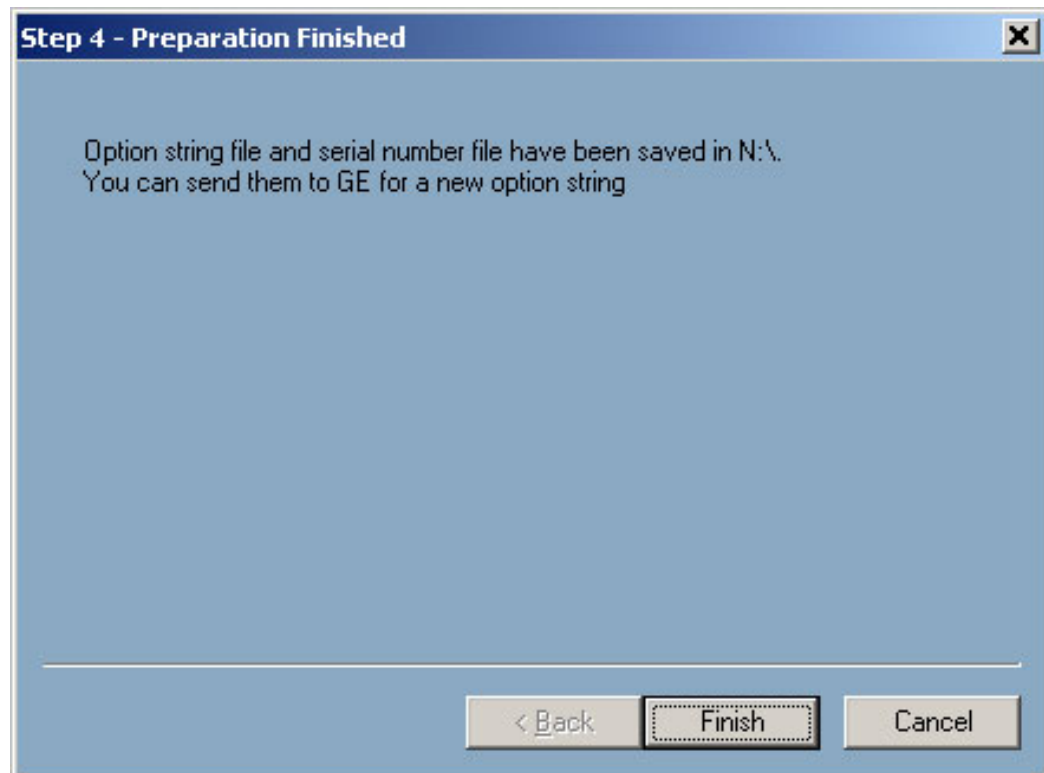 Step 4 - Preparation Finished
Option string file and serial number file have been saved in N:\.
You can send them to GE for a new option string
< Back
Finish
Cancel